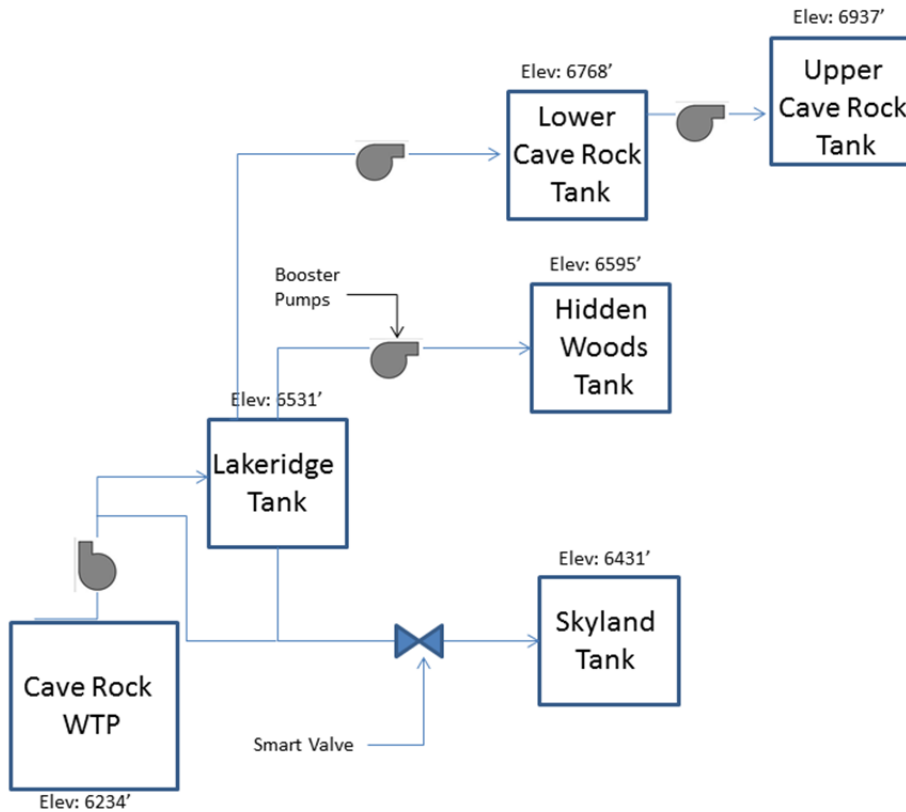 Elev: 6937’
Upper
Cave Rock
Tank
Elev: 6768’
Lower
Cave Rock
Tank
Booster
Pumps
Elev: 6595’
Hidden
Woods
Tank
Elev: 6531’
Lakeridge
Tank
Elev: 6431’
Skyland
Tank
Cave Rock
WTP
Smart Valve
Elev: 6234’